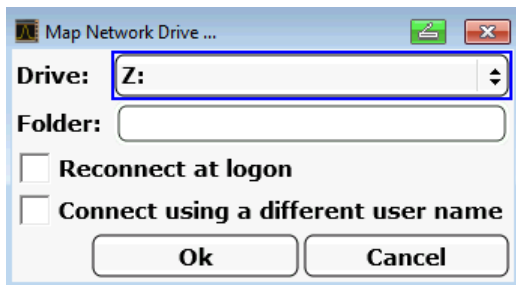 Map Network Drive ...
Drive: Z:
Folder:
Reconnect at logon
Connect using a different user name
Ok Cancel